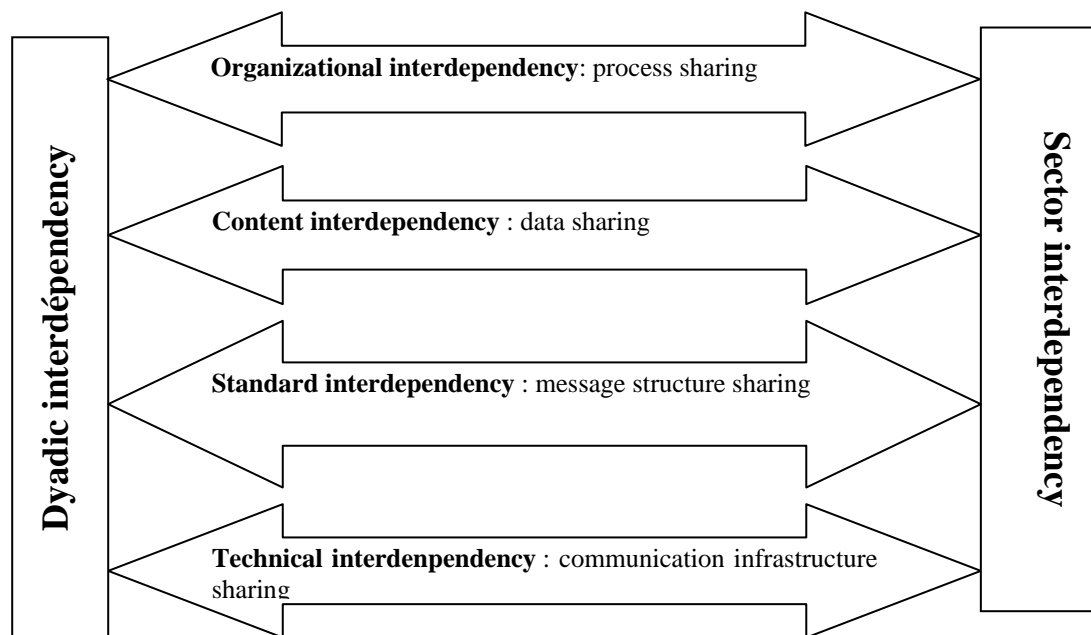 Dyadic interdépendency
Organizational interdependency: process sharing
Content interdependency : data sharing
Standard interdependency : message structure sharing
Technical interdenpendency : communication infrastructure
sharing
Sector interdependency